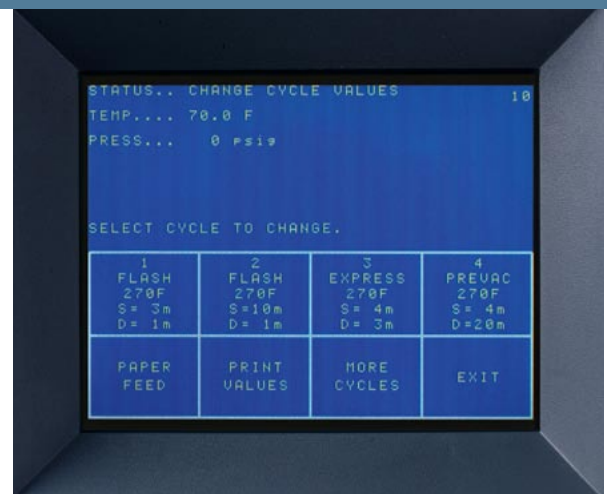 STATUS.. CHANGE CYCLE VALUES
10
TEMP.... 70.0 F
PRESS... 0 psig
SELECT CYCLE TO CHANGE.
1
FLASH
270F
S= 3m
D= 1m
2
FLASH
270F
S=10m
D= 1m
3
EXPRESS
270F
S= 4m
D= 3m
4
PREVAC
270F
S= 4m
D=20m
PAPER
FEED
PRINT
VALUES
MORE
CYCLES
EXIT